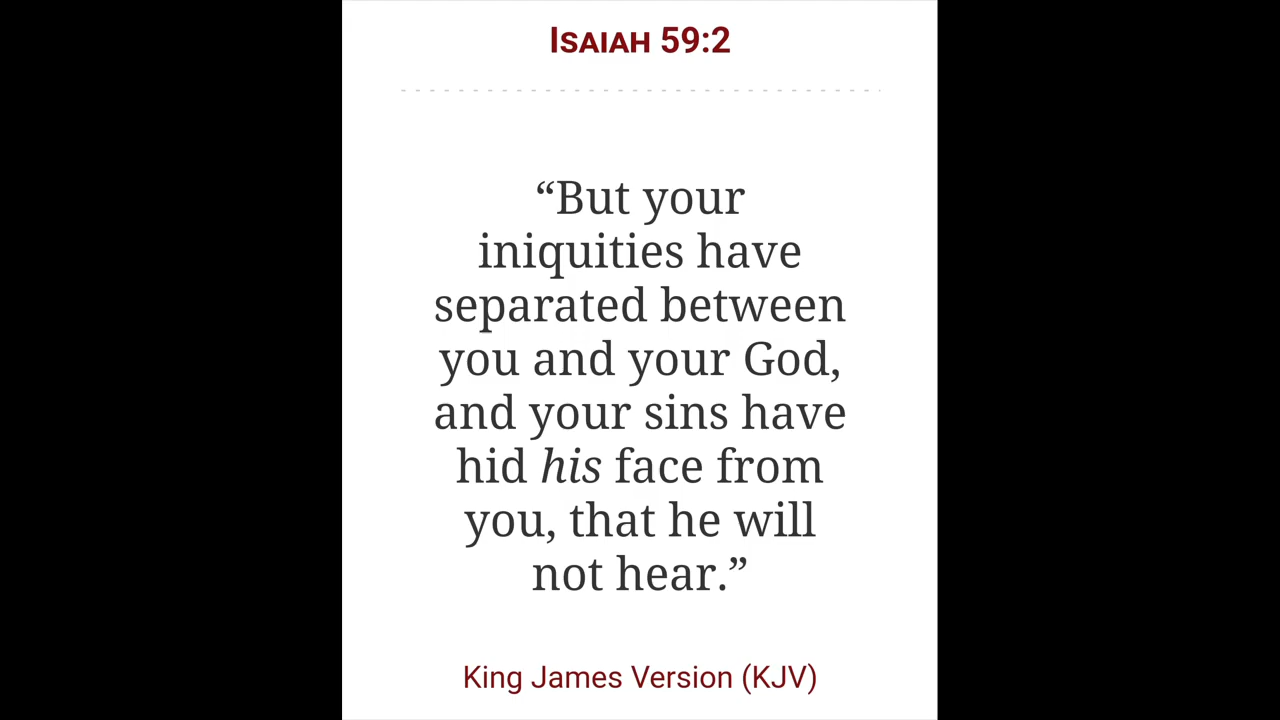 Isaiah 59:2
“But your
iniquities have
separated between
you and your God,
and your sins have
hid his face from
you, that he will
not hear.”
King James Version (KJV)